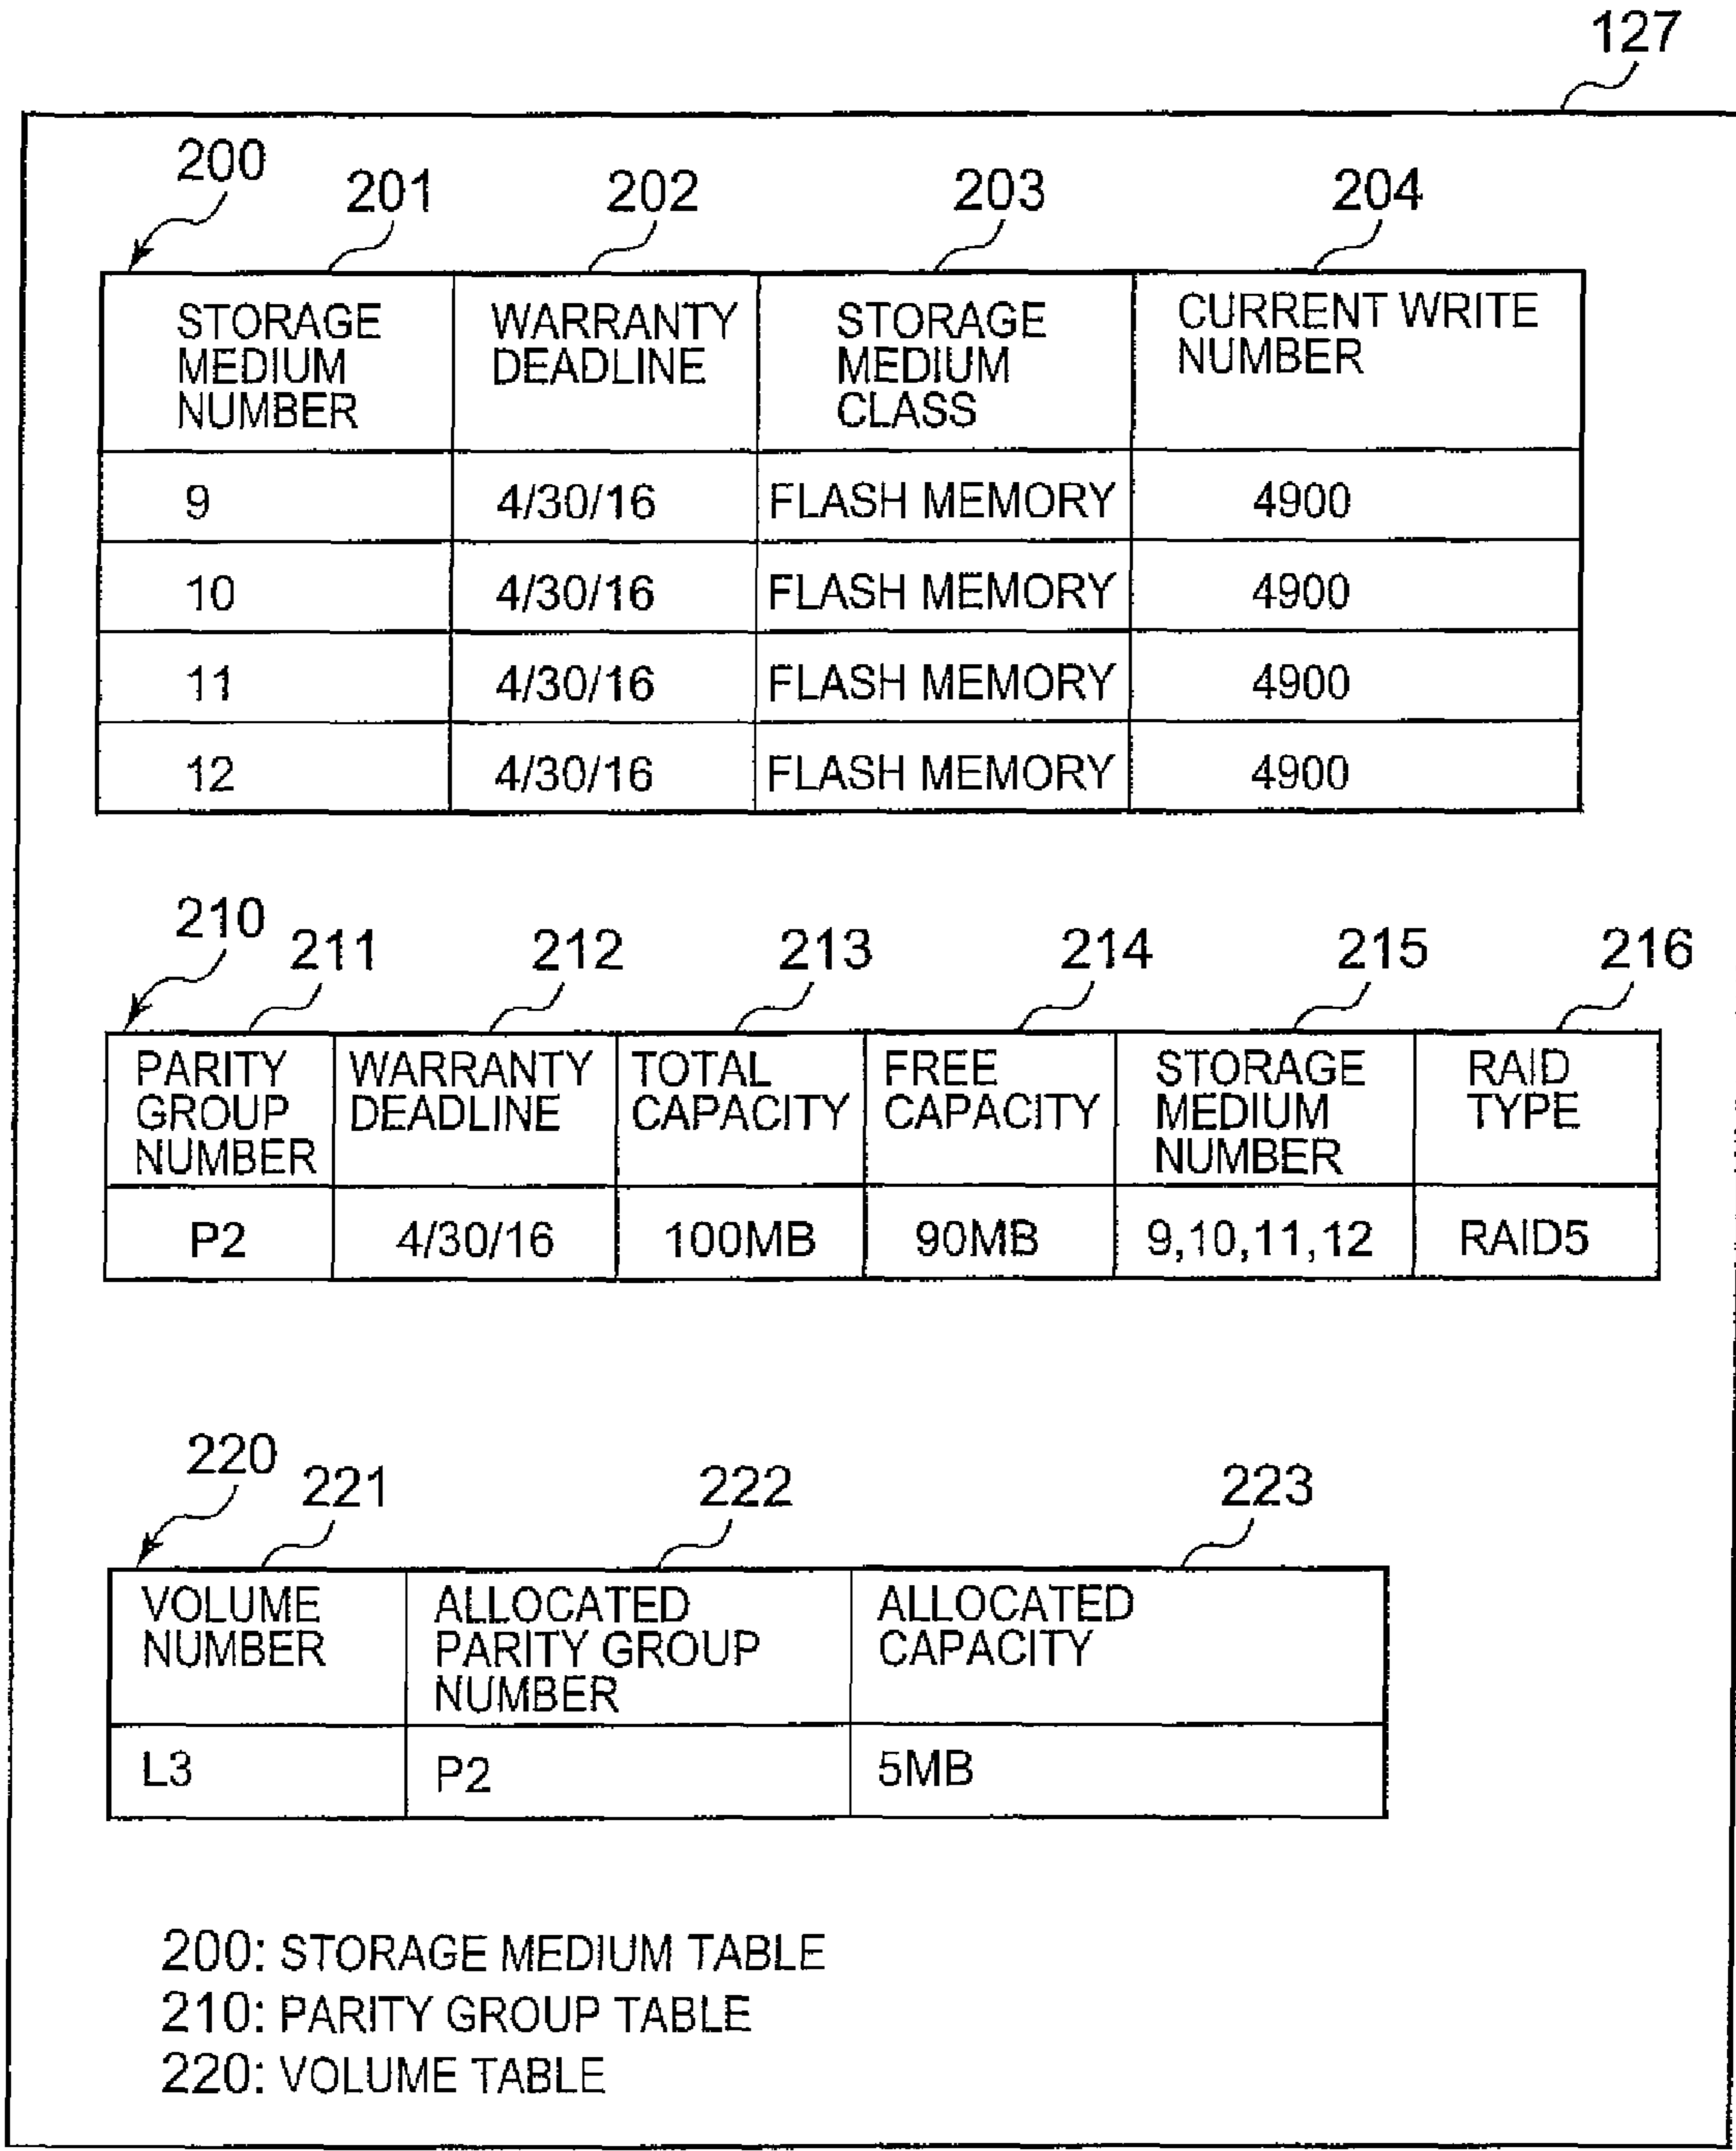 127
200
201 202 203 204
STORAGE MEDIUM NUMBER WARRANTY DEADLINE STORAGE MEDIUM CLASS CURRENT WRITE NUMBER
9 4/30/16 FLASH MEMORY 4900
10 4/30/16 FLASH MEMORY 4900
11 4/30/16 FLASH MEMORY 4900
12 4/30/16 FLASH MEMORY 4900
210
211 212 213 214 215 216
PARITY GROUP NUMBER WARRANTY DEADLINE TOTAL CAPACITY FREE CAPACITY STORAGE MEDIUM NUMBER RAID TYPE
P2 4/30/16 100MB 90MB 9,10,11,12 RAID5
220
221 222 223
VOLUME NUMBER ALLOCATED PARITY GROUP NUMBER ALLOCATED CAPACITY
L3 P2 5MB
200: STORAGE MEDIUM TABLE
210: PARITY GROUP TABLE
220: VOLUME TABLE